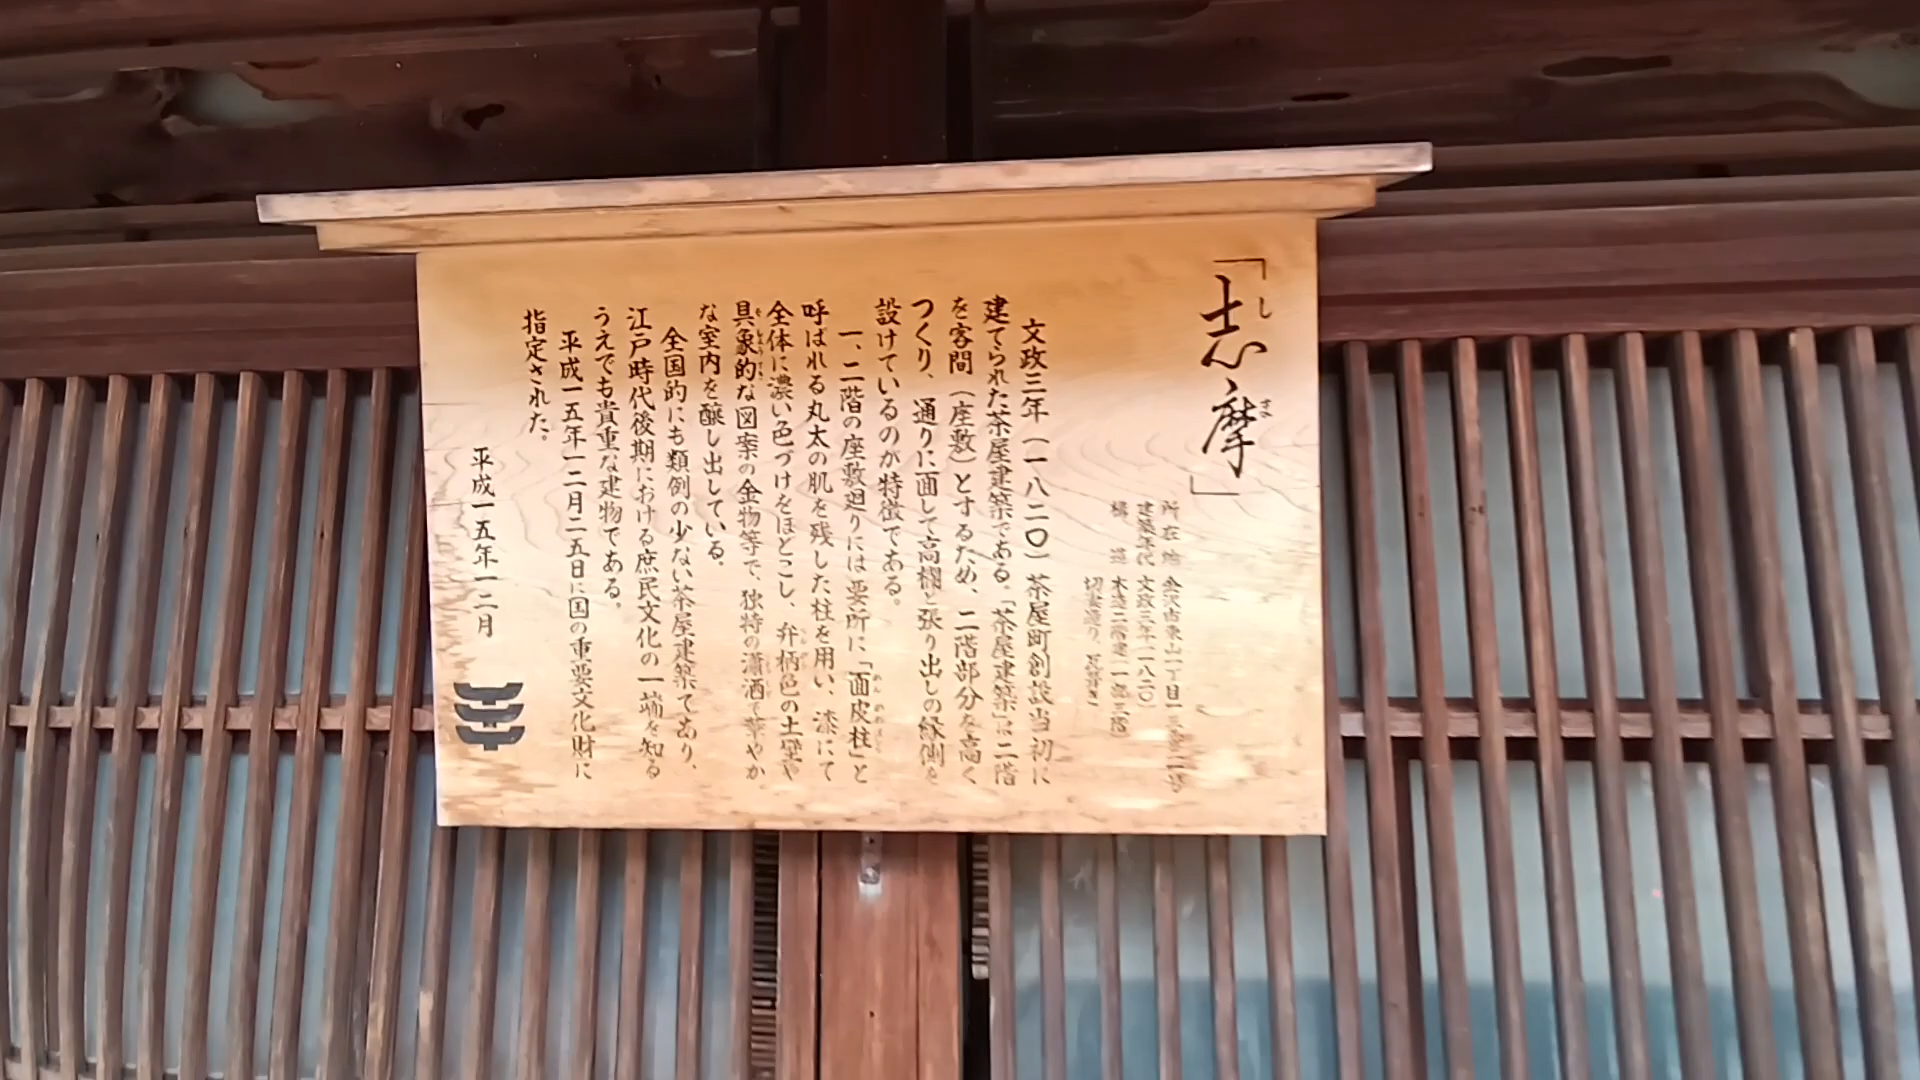 「志摩」
し
ま
所在地 金沢市東山一丁目一三番二一号
建築年代 文政三年(一八二〇)
構造 木造二階建一部三階
切妻造り、瓦葺き
文政三年(一八二〇)茶屋町創設当初に
建てられた茶屋建築である。「茶屋建築」は二階
を客間(座敷)とするため、二階部分を高く
つくり、通りに面して高欄と張り出しの縁側を
設けているのが特徴である。
一、二階の座敷廻りには要所に「面皮柱」と
呼ばれる丸太の肌を残した柱を用い、漆にて
全体に濃い色づけをほどこし、弁柄色の土壁や
具象的な図案の金物等で、独特の瀟洒で華やか
な室内を醸し出している。
全国的にも類例の少ない茶屋建築であり、
江戸時代後期における庶民文化の一端を知る
うえでも貴重な建物である。
平成一五年一二月二五日に国の重要文化財に
指定された。
平成一五年一二月